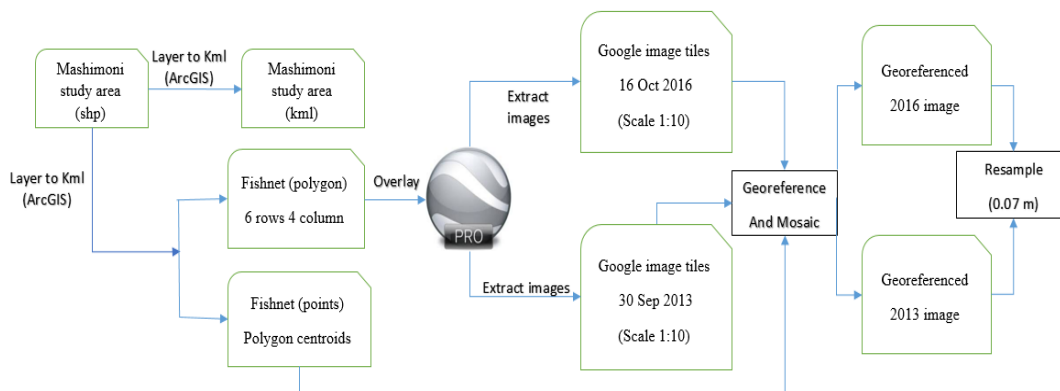 Mashimoni
study area
(shp)
Layer to Kml
(ArcGIS)
Mashimoni
study area
(kml)
Layer to Kml
(ArcGIS)
Fishnet (polygon)
6 rows 4 column
Fishnet (points)
Polygon centroids
Overlay
PRO
Extract
images
Extract images
Google image tiles
16 Oct 2016
(Scale 1:10)
Google image tiles
30 Sep 2013
(Scale 1:10)
Georeference
And Mosaic
Georeferenced
2016 image
Georeferenced
2013 image
Resample
(0.07 m)